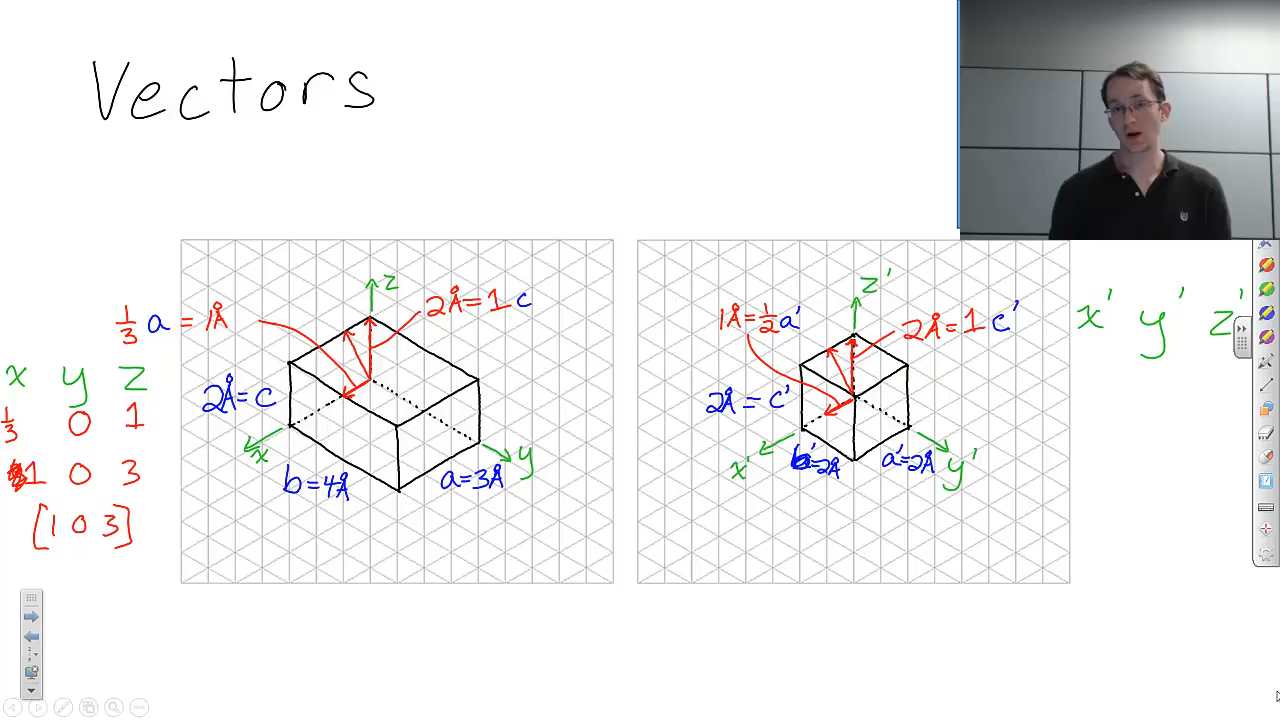 Vectors
z
2Å=1 c
1/3 a = 1Å
x y z
1/3 0 1
1 0 3
[1 0 3]
2Å= c
x
b=4Å
a=3Å
y
z'
1Å=1/2 a'
2Å=1 c'
2Å = c'
x'
b'=2Å
a'=2Å
y'
x' y' z'